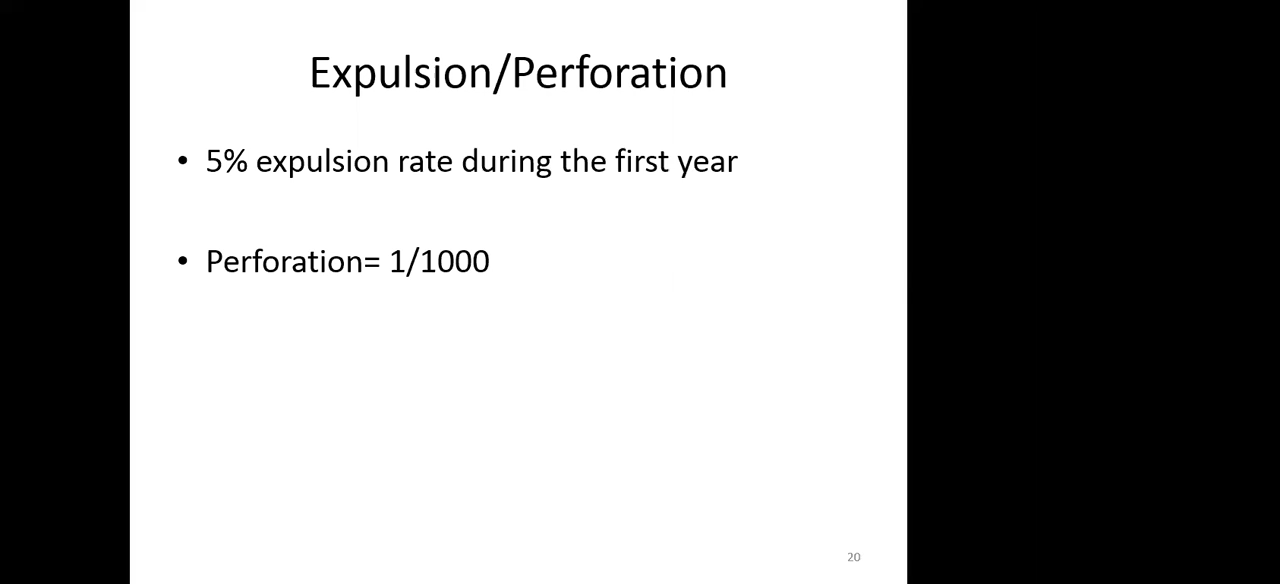 Expulsion/Perforation
• 5% expulsion rate during the first year
• Perforation= 1/1000
20